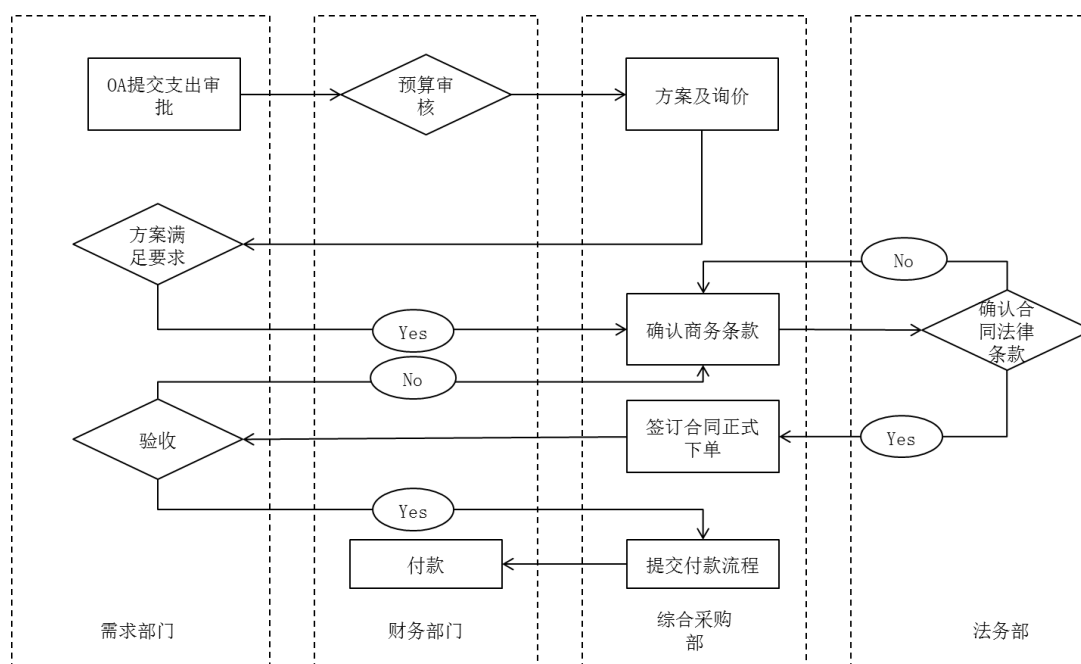 OA提交支出审
批
预算审
核
方案及询价
方案满
足要求
No
Yes
确认商务条款
确认合
同法律
条款
No
验收
签订合同正式
下单
Yes
Yes
付款
提交付款流程
需求部门
财务部门
综合采购
部
法务部